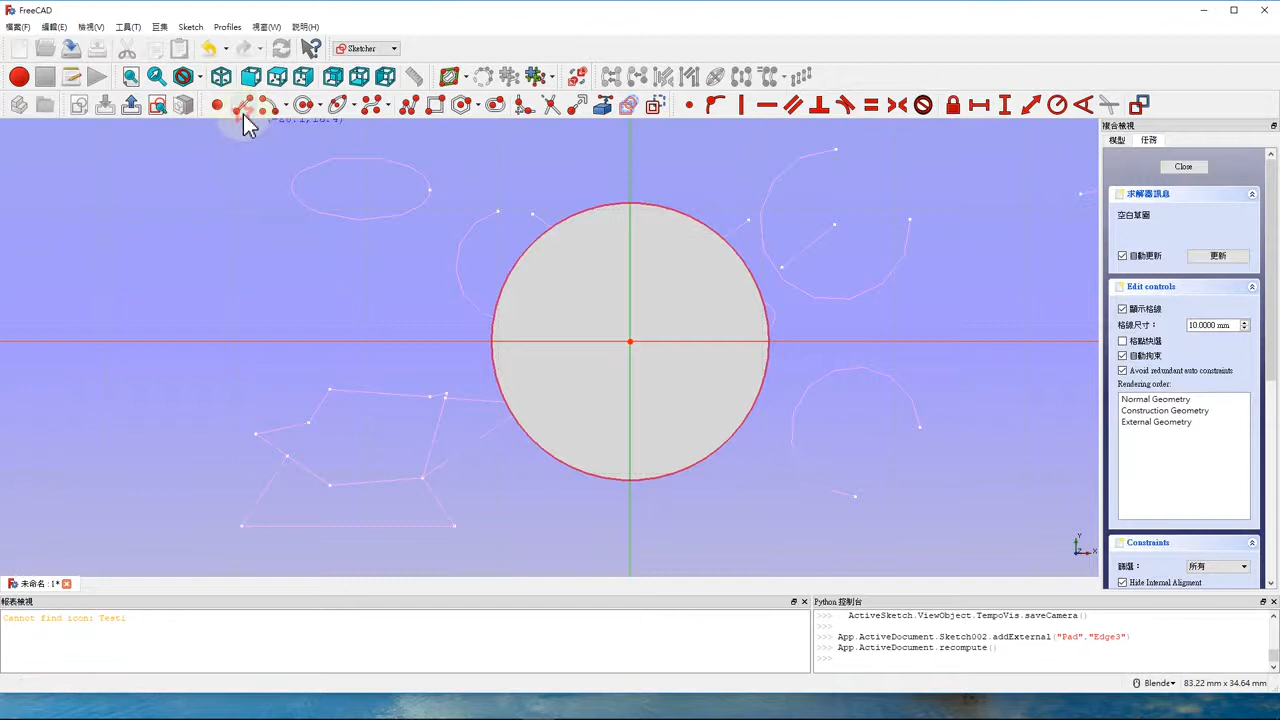 FreeCAD
檔案(F) 編輯(E) 檢視(V) 工具(T) 巨集 Sketch Profiles 視窗(W) 說明(H)
Sketcher
複合檢視
模型 任務
Close
求解器訊息
空白草圖
自動更新 更新
Edit controls
顯示格線
格線尺寸： 10.0000 mm
格點快選
自動拘束
Avoid redundant auto constraints
Rendering order:
Normal Geometry
Construction Geometry
External Geometry
Y
X
Constraints
篩選： 所有
Hide Internal Alignment
未命名 : 1*
報表檢視
Cannot find icon: Testi
Python 控制台
>>> ActiveSketch.ViewObject.TempoVis.saveCamera()
>>>
>>> App.ActiveDocument.Sketch002.addExternal("Pad","Edge3")
>>> App.ActiveDocument.recompute()
>>>
Blende 83.22 mm x 34.64 mm